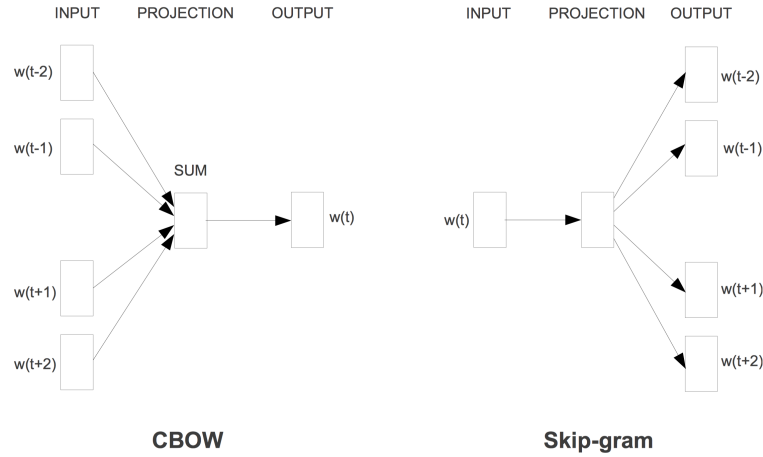 INPUT PROJECTION OUTPUT
w(t-2)
w(t-1)
SUM
w(t)
w(t+1)
w(t+2)
CBOW
INPUT PROJECTION OUTPUT
w(t-2)
w(t-1)
w(t)
w(t+1)
w(t+2)
Skip-gram